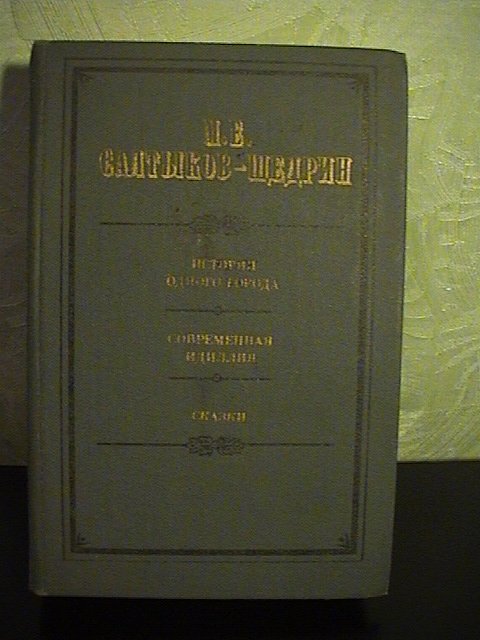 М.Е.
САЛТЫКОВ-ЩЕДРИН
ИСТОРИЯ
ОДНОГО ГОРОДА
СОВРЕМЕННАЯ
ИДИЛЛИЯ
СКАЗКИ